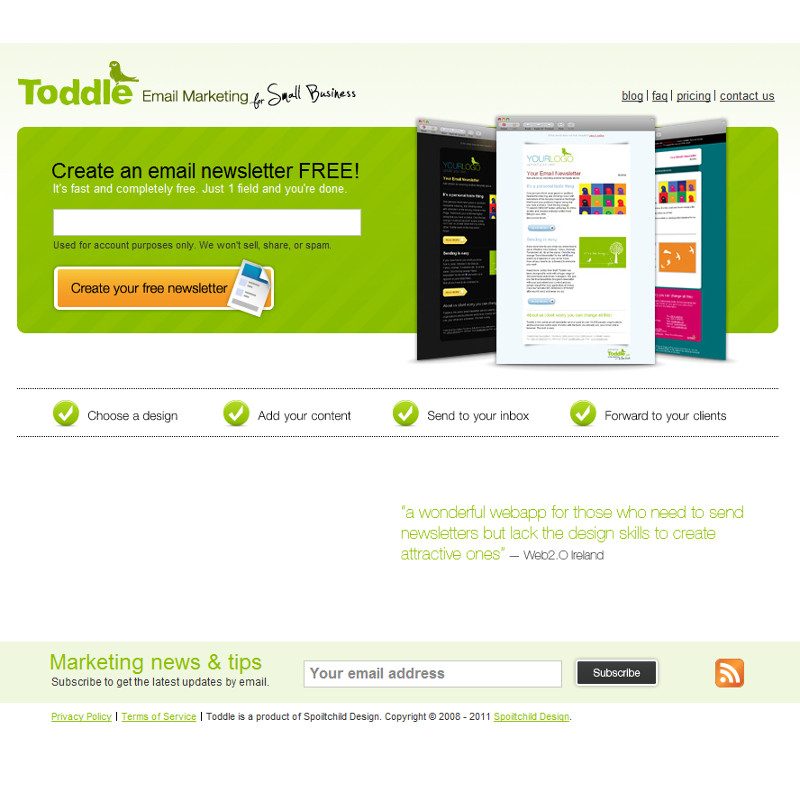 Toddle Email Marketing for Small Business
blog | faq | pricing | contact us
Create an email newsletter FREE!
It's fast and completely free. Just 1 field and you're done.
Used for account purposes only. We won't sell, share, or spam.
Create your free newsletter
YOURLOGO
Your Email Newsletter
It's a personal twist thing
Sending is easy
Toddle
Choose a design
Add your content
Send to your inbox
Forward to your clients
"a wonderful webapp for those who need to send
newsletters but lack the design skills to create
attractive ones" — Web2.0 Ireland
Marketing news & tips
Subscribe to get the latest updates by email.
Your email address
Subscribe
Privacy Policy | Terms of Service | Toddle is a product of Spoiltchild Design. Copyright © 2008 - 2011 Spoiltchild Design.